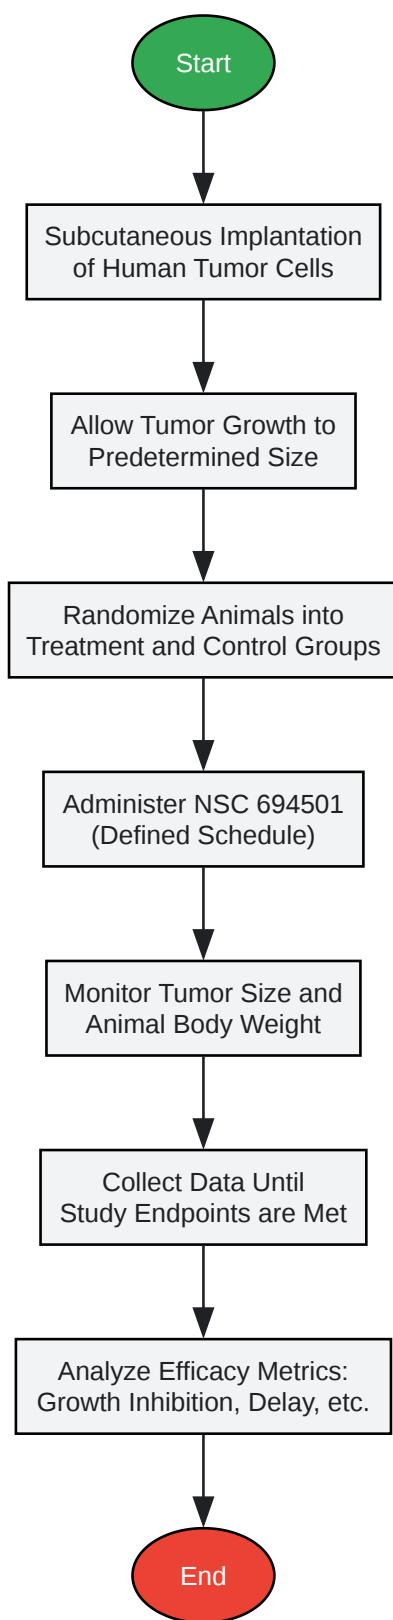 Start
Subcutaneous Implantation
of Human Tumor Cells
Allow Tumor Growth to
Predetermined Size
Randomize Animals into
Treatment and Control Groups
Administer NSC 694501
(Defined Schedule)
Monitor Tumor Size and
Animal Body Weight
Collect Data Until
Study Endpoints are Met
Analyze Efficacy Metrics:
Growth Inhibition, Delay, etc.
End